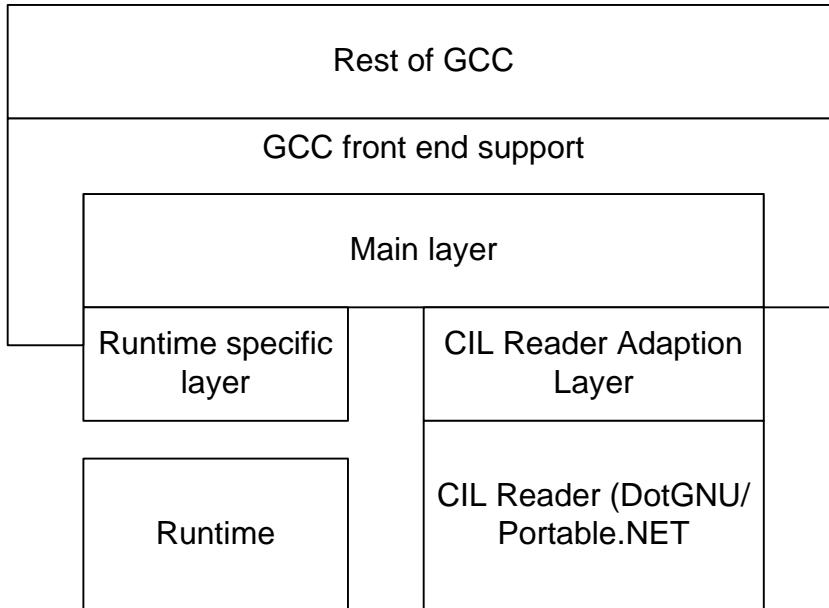 Rest of GCC
GCC front end support
Main layer
Runtime specific
layer
CIL Reader Adaption
Layer
Runtime
CIL Reader (DotGNU/
Portable.NET